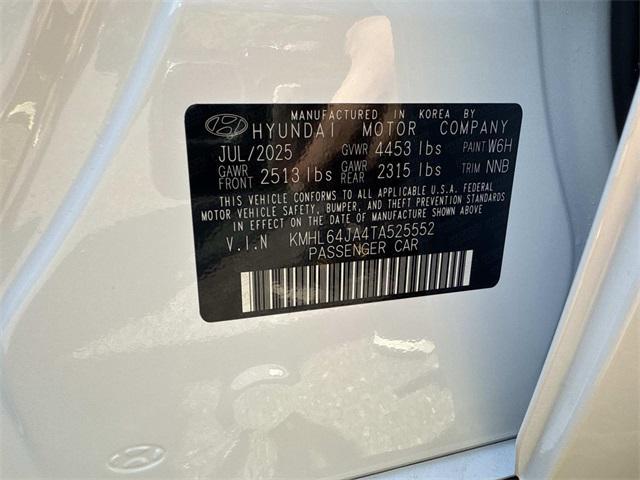 MANUFACTURED IN KOREA BY
HYUNDAI MOTOR COMPANY
JUL/2025 GVWR 4453 lbs PAINT W6H
GAWR FRONT 2513 lbs GAWR REAR 2315 lbs TRIM NNB
THIS VEHICLE CONFORMS TO ALL APPLICABLE U.S.A. FEDERAL
MOTOR VEHICLE SAFETY, BUMPER, AND THEFT PREVENTION STANDARDS
IN EFFECT ON THE DATE OF MANUFACTURE SHOWN ABOVE.
V.I.N KMHL64JA4TA525552
PASSENGER CAR